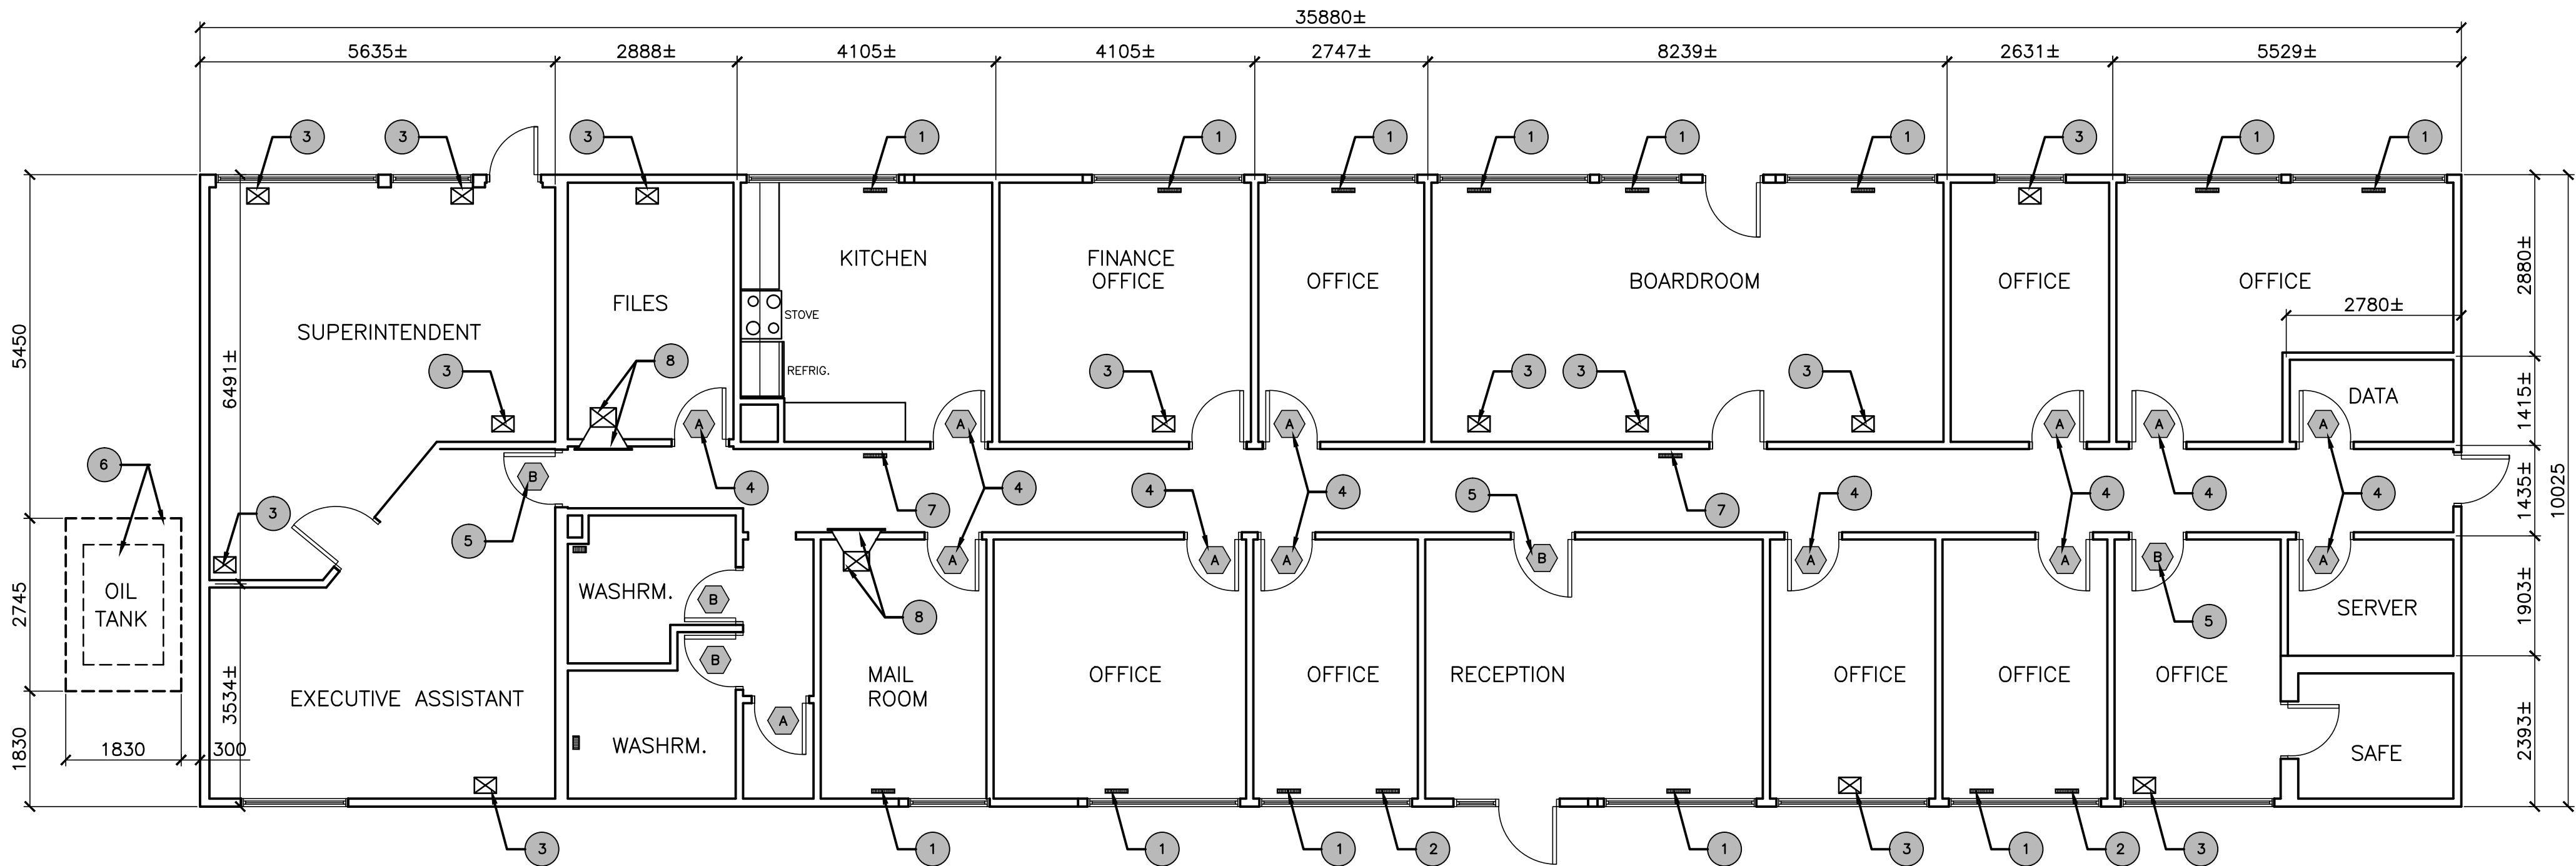 35880±
5635±
2888±
4105±
4105±
2747±
8239±
2631±
5529±
3
3
3
1
1
1
1
1
1
3
1
1
KITCHEN
FINANCE
OFFICE
OFFICE
BOARDROOM
OFFICE
OFFICE
2880±
FILES
STOVE
2780±
SUPERINTENDENT
5450
6491±
REFRIG.
3
8
3
3
3
3
DATA
1415±
A
A
A
A
A
A
6
B
4
4
4
4
5
4
4
4
4
7
7
1435±
10025
3
5
A
A
A
B
A
A
B
A
OIL
TANK
2745
WASHRM.
B
8
5
SERVER
1903±
B
EXECUTIVE ASSISTANT
3534±
MAIL
ROOM
OFFICE
OFFICE
RECEPTION
OFFICE
OFFICE
OFFICE
A
WASHRM.
SAFE
2393±
1830
1830
300
3
1
1
1
2
1
3
1
2
3